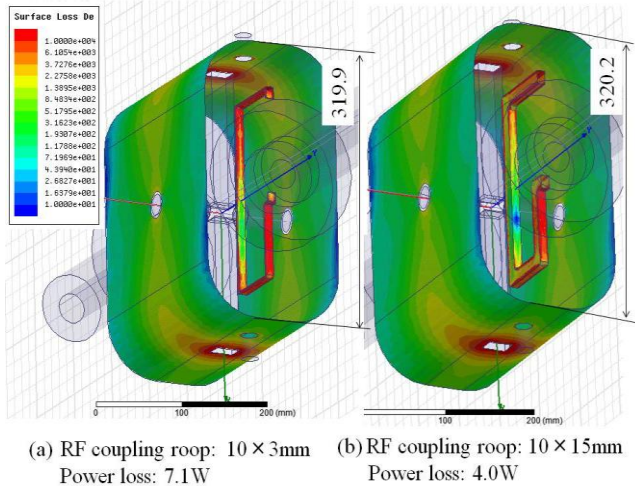 Surface Loss De
1.0000e+004
6.1054e+003
3.7276e+003
2.2758e+003
1.3895e+003
8.4839e+002
5.1795e+002
3.1623e+002
1.9307e+002
1.1788e+002
7.1969e+001
4.3940e+001
2.6827e+001
1.6379e+001
1.0000e+001
319.9
320.2
0 100 200 (mm)
100 200 (mm)
(a) RF coupling roop: 10 × 3mm
Power loss: 7.1W
(b) RF coupling roop: 10 × 15mm
Power loss: 4.0W